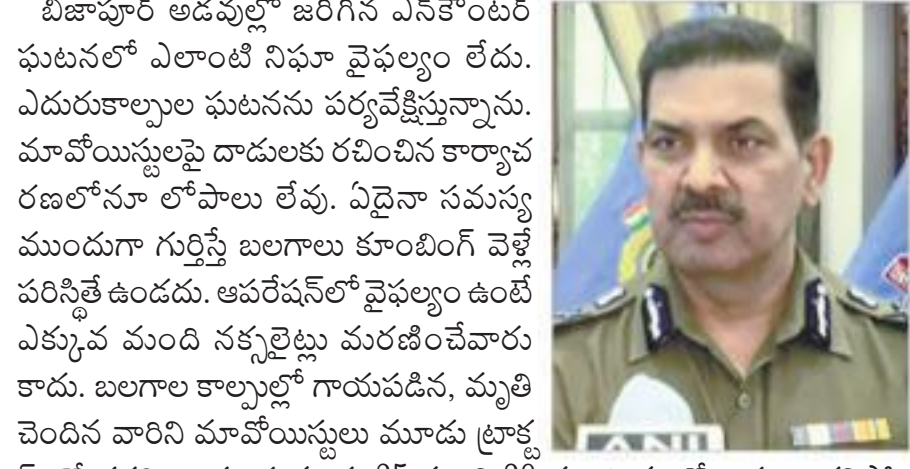 బీజాపూర్ అడవుల్లో జరిగిన ఎన్‌కౌంటర్
ఘటనలో ఎలాంటి నిఘా వైఫల్యం లేదు.
ఎదురుకాల్పుల ఘటనను పర్యవేక్షిస్తున్నాను.
మావోయిస్టులపై దాడులకు రచించిన కార్యాచ
రణలోనూ లోపాలు లేవు. ఏదైనా సమస్య
ముందుగా గుర్తిస్తే బలగాలు కూంబింగ్ వెళ్లే
పరిస్థితే ఉండదు. ఆపరేషన్‌లో వైఫల్యం ఉంటే
ఎక్కువ మంది నక్సలైట్లు మరణించేవారు
కాదు. బలగాల కాల్పుల్లో గాయపడిన, మృతి
చెందిన వారిని మావోయిస్టులు మూడు ట్రాక్ట
ANI